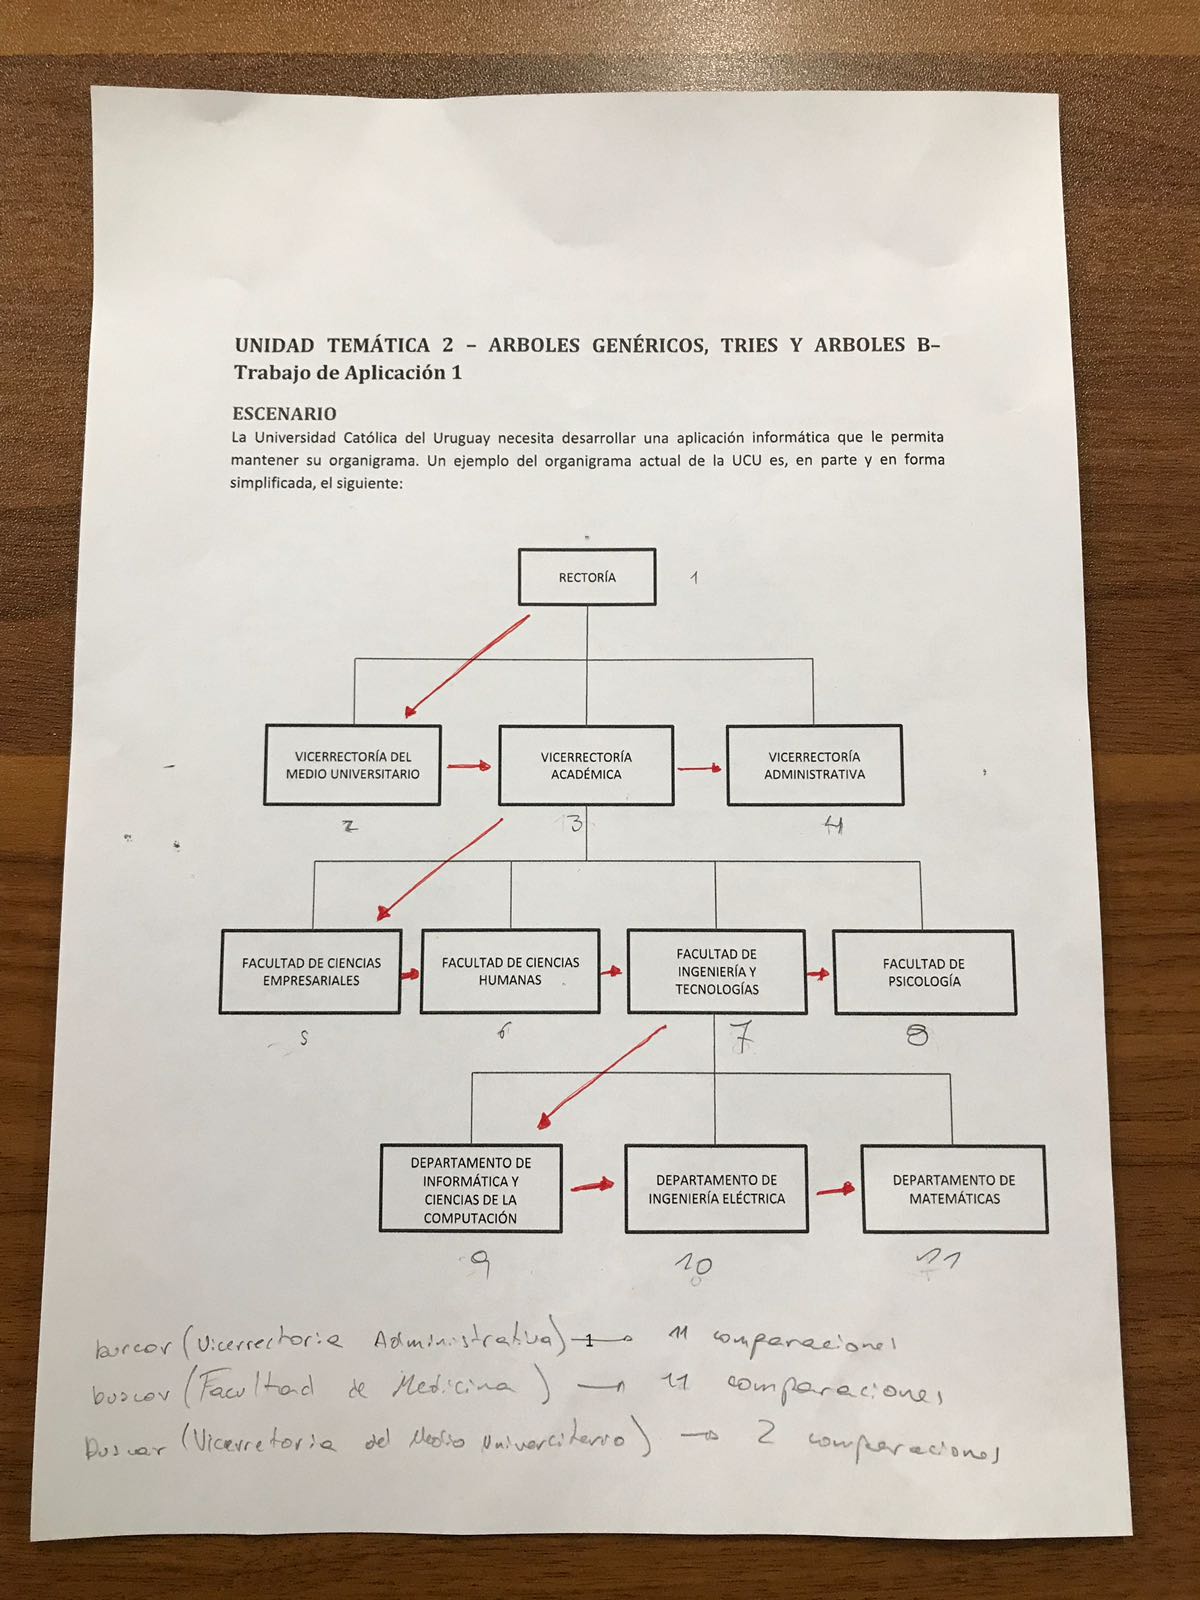 UNIDAD TEMÁTICA 2 – ARBOLES GENÉRICOS, TRIES Y ARBOLES B–
Trabajo de Aplicación 1
ESCENARIO
La Universidad Católica del Uruguay necesita desarrollar una aplicación informática que le permita
mantener su organigrama. Un ejemplo del organigrama actual de la UCU es, en parte y en forma
simplificada, el siguiente:
RECTORÍA 1
VICERRECTORÍA DEL
MEDIO UNIVERSITARIO
2
VICERRECTORÍA
ACADÉMICA
3
VICERRECTORÍA
ADMINISTRATIVA
4
FACULTAD DE CIENCIAS
EMPRESARIALES
5
FACULTAD DE CIENCIAS
HUMANAS
6
FACULTAD DE
INGENIERÍA Y
TECNOLOGÍAS
7
FACULTAD DE
PSICOLOGÍA
8
DEPARTAMENTO DE
INFORMÁTICA Y
CIENCIAS DE LA
COMPUTACIÓN
9
DEPARTAMENTO DE
INGENIERÍA ELÉCTRICA
10
DEPARTAMENTO DE
MATEMÁTICAS
11
buscar (Vicerrectoria Administrativa) 1 → 11 comparaciones
buscar (Facultad de Medicina) → 11 comparaciones
Buscar (Vicerretoria del Medio Universiterio) → 2 comparaciones